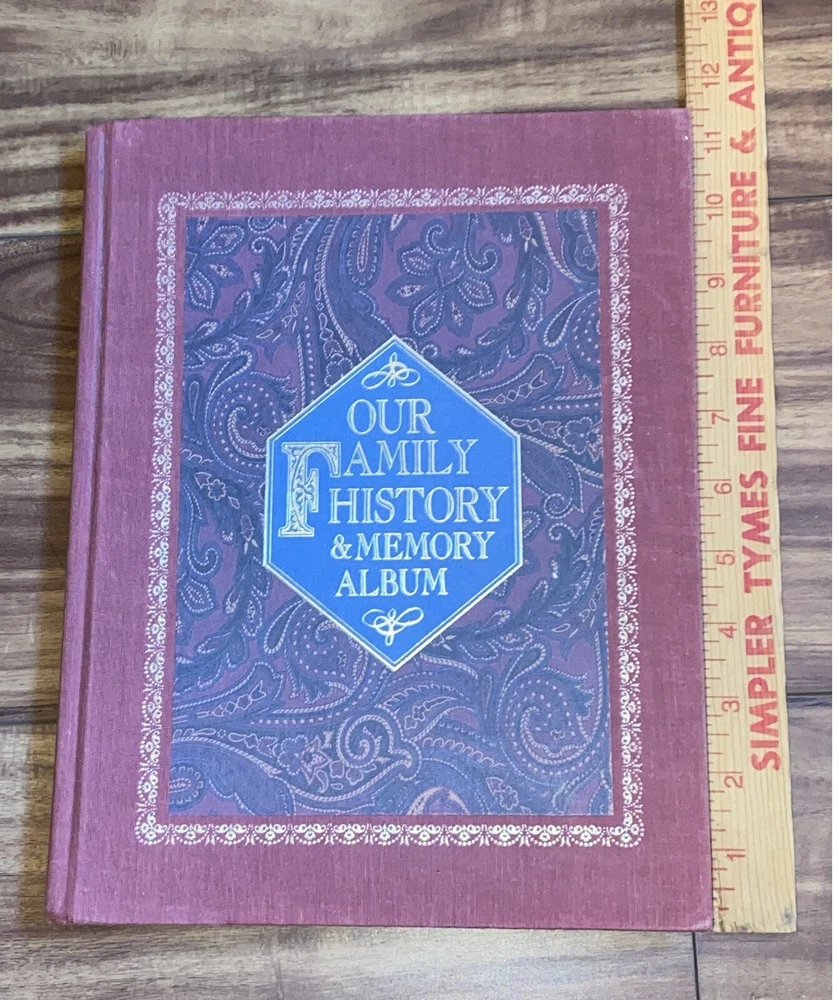 OUR
FAMILY
HISTORY
& MEMORY
ALBUM
SIMPLER TYMES FINE FURNITURE & ANTIQ
1
2
3
4
5
6
7
8
9
10
11
12
13